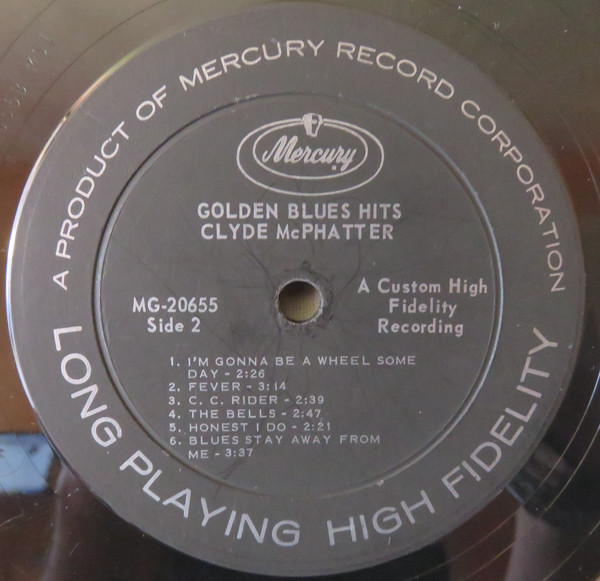 A PRODUCT OF MERCURY RECORD CORPORATION
Mercury
GOLDEN BLUES HITS
CLYDE McPHATTER
MG-20655
Side 2
A Custom High
Fidelity
Recording
1. I'M GONNA BE A WHEEL SOME
DAY - 2:26
2. FEVER - 3:14
3. C. C. RIDER - 2:39
4. THE BELLS - 2:47
5. HONEST I DO - 2:21
6. BLUES STAY AWAY FROM
ME - 3:37
LONG PLAYING HIGH FIDELITY